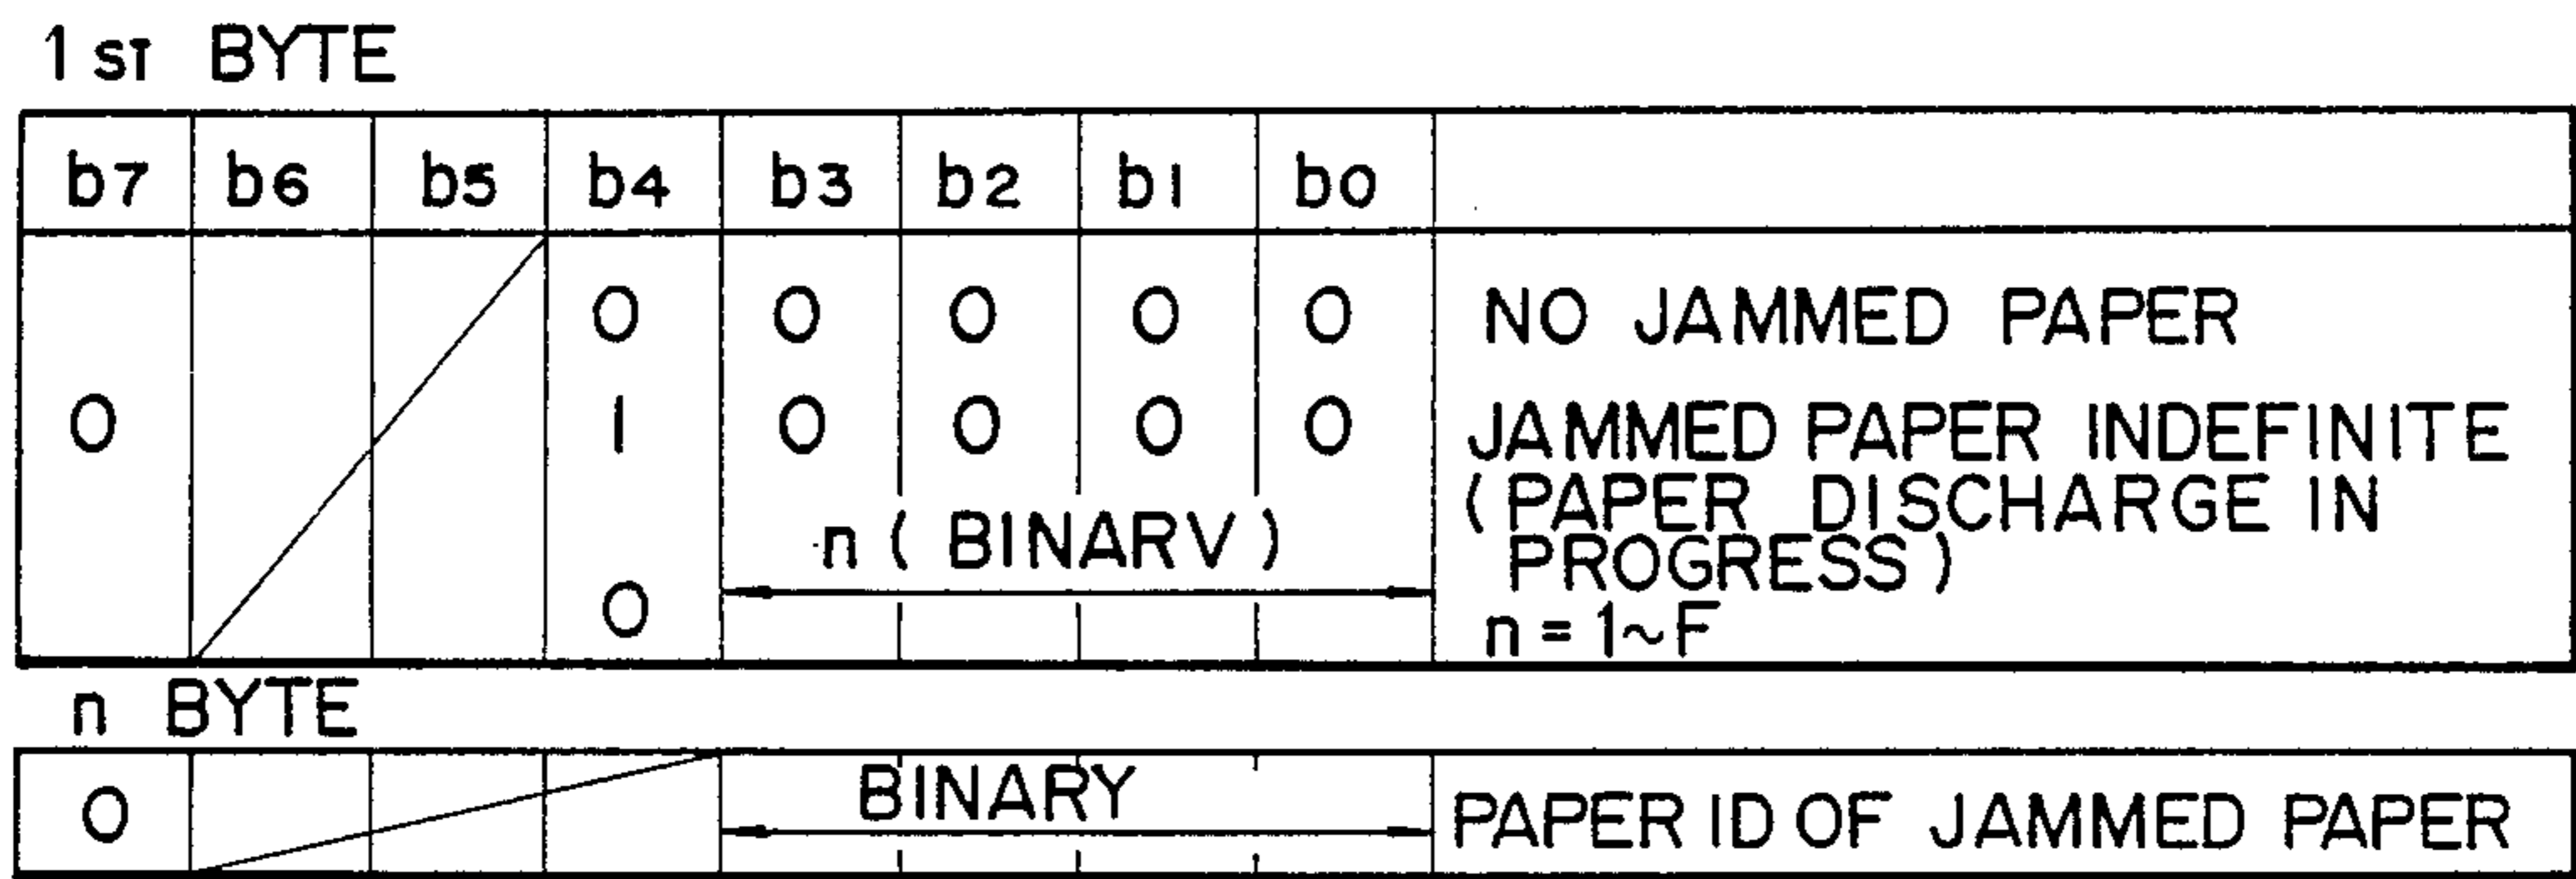 1st BYTE
b7 b6 b5 b4 b3 b2 b1 b0
0 0 0 0 0 NO JAMMED PAPER
0 1 0 0 0 0 JAMMED PAPER INDEFINITE
(PAPER DISCHARGE IN
n ( BINARV )
PROGRESS)
0 n = 1~F
n BYTE
0 BINARY PAPER ID OF JAMMED PAPER